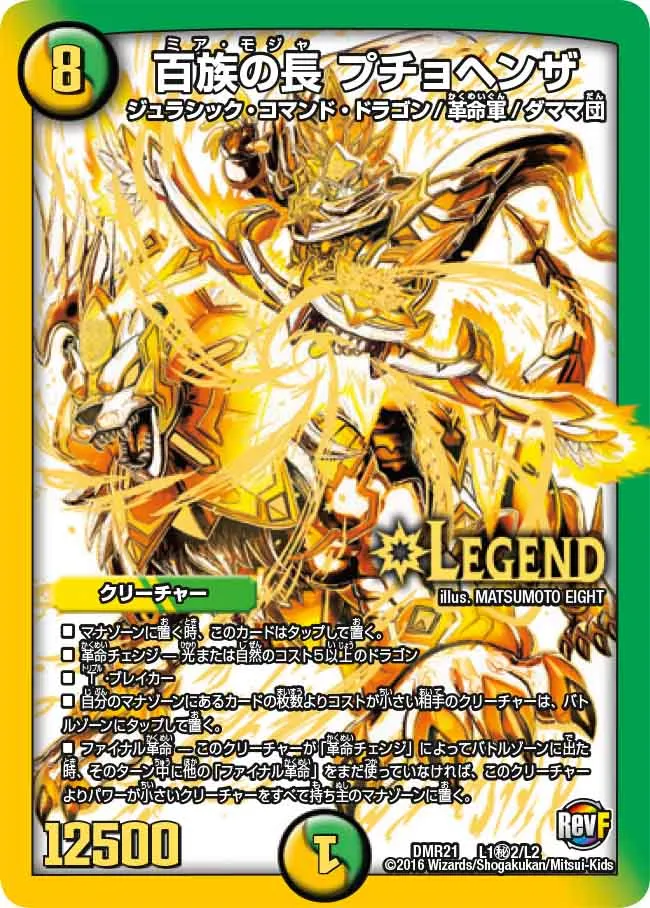 8
百族の長 プチョヘンザ
ミア・モジャ
ジュラシック・コマンド・ドラゴン/革命軍/ダママ団
かくめいぐん だん
LEGEND
illus. MATSUMOTO EIGHT
クリーチャー
■ マナゾーンに置く時、このカードはタップして置く。
■ 革命チェンジ ― 光または自然のコスト5以上のドラゴン
■ T・ブレイカー
■ 自分のマナゾーンにあるカードの枚数よりコストが小さい相手のクリーチャーは、バト
ルゾーンにタップして置く。
■ ファイナル革命 ― このクリーチャーが「革命チェンジ」によってバトルゾーンに出た
時、そのターン中に他の「ファイナル革命」をまだ使っていなければ、このクリーチャー
よりパワーが小さいクリーチャーをすべて持ち主のマナゾーンに置く。
12500
1
RevF
DMR21 L1㊙2/L2
©2016 Wizards/Shogakukan/Mitsui-Kids